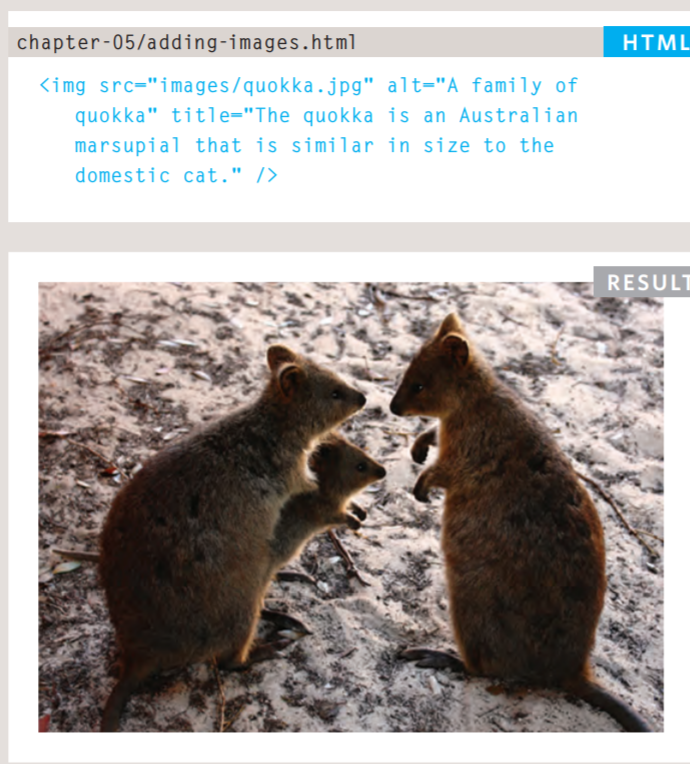 chapter-05/adding-images.html
HTML
<img src="images/quokka.jpg" alt="A family of
quokka" title="The quokka is an Australian
marsupial that is similar in size to the
domestic cat." />
RESULT